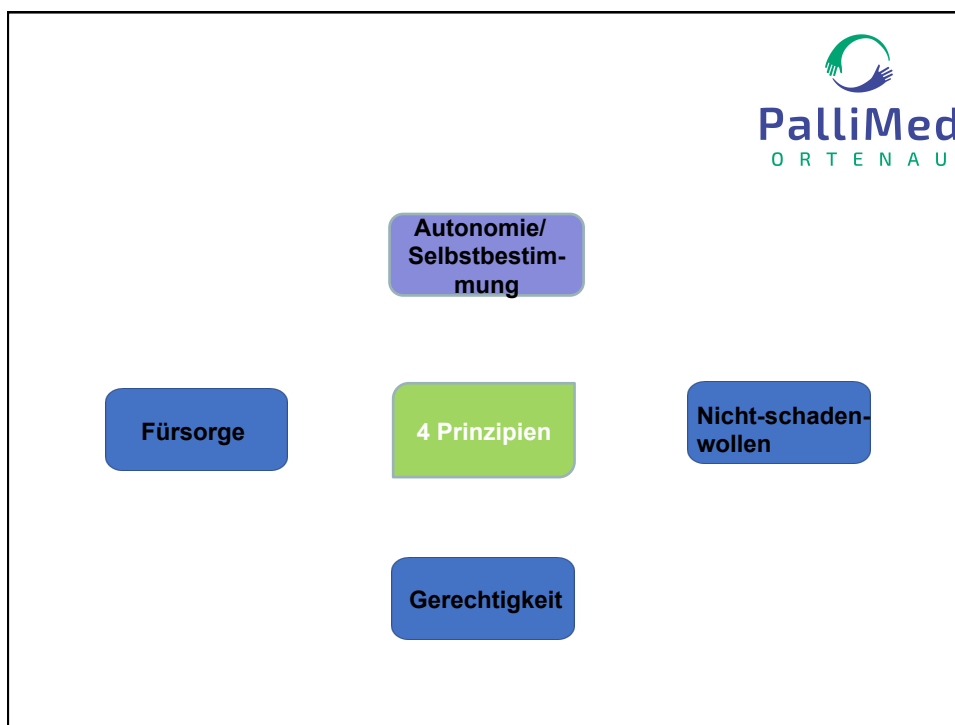 PalliMed
ORTENAU
Autonomie/
Selbstbestim-
mung
Fürsorge
4 Prinzipien
Nicht-schaden-
wollen
Gerechtigkeit